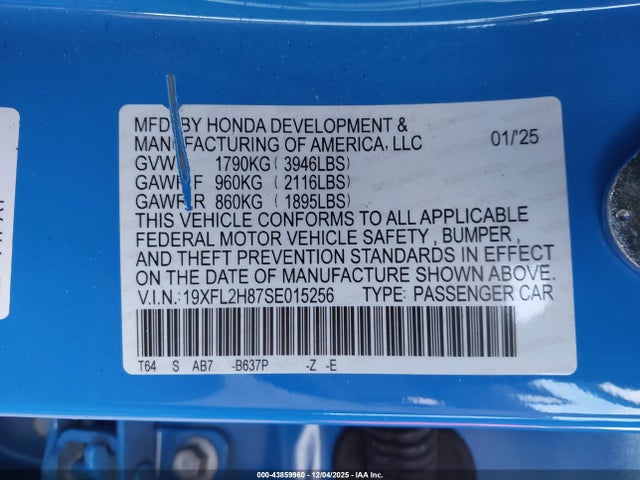 MFD BY HONDA DEVELOPMENT &
MANUFACTURING OF AMERICA, LLC 01/'25
GVW 1790KG ( 3946LBS)
GAWR F 960KG ( 2116LBS)
GAWR R 860KG ( 1895LBS)
THIS VEHICLE CONFORMS TO ALL APPLICABLE
FEDERAL MOTOR VEHICLE SAFETY , BUMPER ,
AND THEFT PREVENTION STANDARDS IN EFFECT
ON THE DATE OF MANUFACTURE SHOWN ABOVE.
V.I.N.: 19XFL2H87SE015256 TYPE: PASSENGER CAR
T64 S AB7 -B637P -Z -E
000-43859960 - 12/04/2025 - IAA Inc.